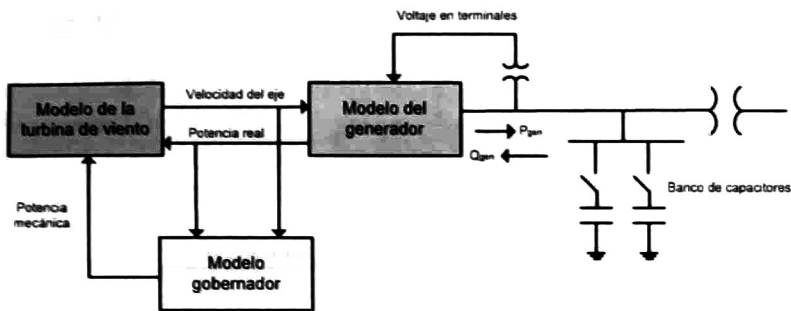 Voltaje en terminales
Velocidad del eje
Modelo de la
turbina de viento
Modelo del
generador
Potencia real
Pgen
Qgen
Banco de capacitores
Potencia
mecánica
Modelo
gobernador